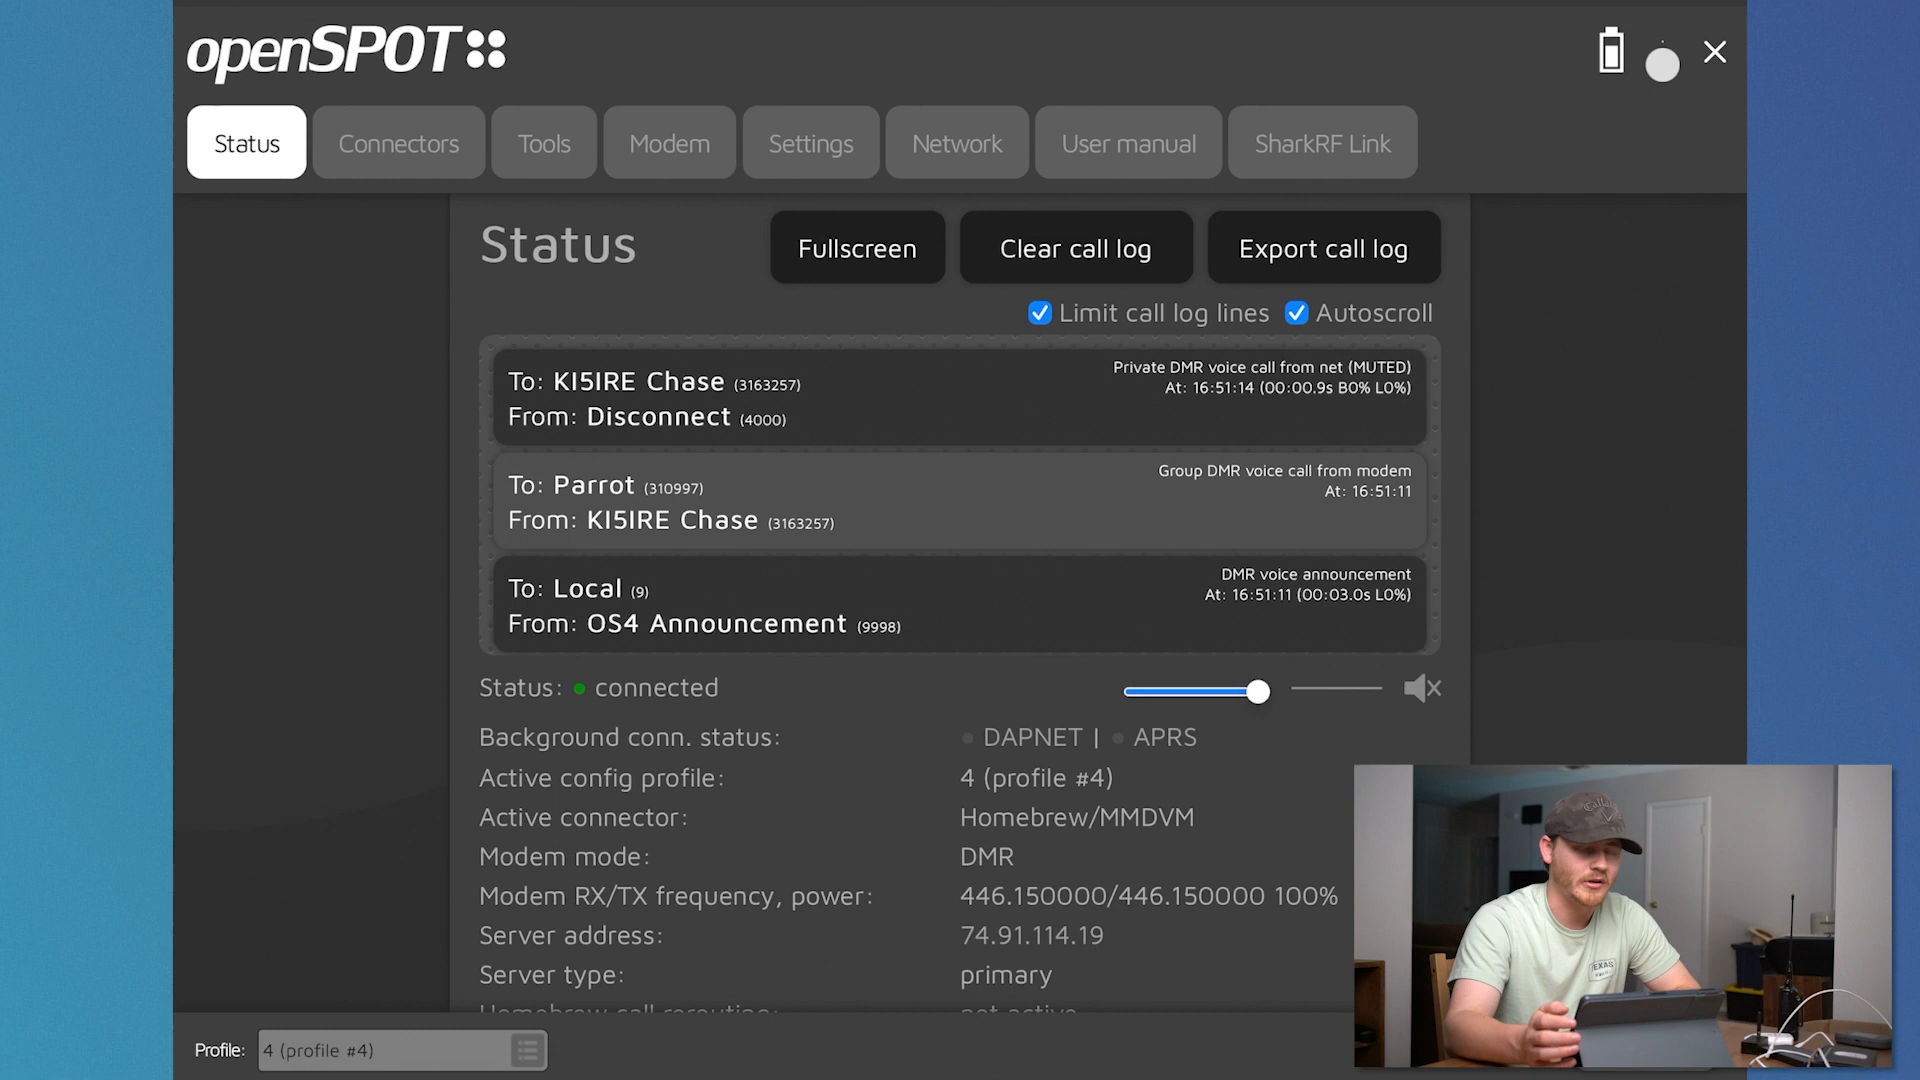 openSPOT
Status
Connectors
Tools
Modem
Settings
Network
User manual
SharkRF Link
Status
Fullscreen
Clear call log
Export call log
Limit call log lines
Autoscroll
To: KI5IRE Chase (3163257)
Private DMR voice call from net (MUTED)
At: 16:51:14 (00:00.9s B0% L0%)
From: Disconnect (4000)
To: Parrot (310997)
Group DMR voice call from modem
At: 16:51:11
From: KI5IRE Chase (3163257)
To: Local (9)
DMR voice announcement
At: 16:51:11 (00:03.0s L0%)
From: OS4 Announcement (9998)
Status: connected
Background conn. status: DAPNET | APRS
Active config profile: 4 (profile #4)
Active connector: Homebrew/MMDVM
Modem mode: DMR
Modem RX/TX frequency, power: 446.150000/446.150000 100%
Server address: 74.91.114.19
Server type: primary
Homebrew call rerouting: not active
Profile: 4 (profile #4)
TEXAS